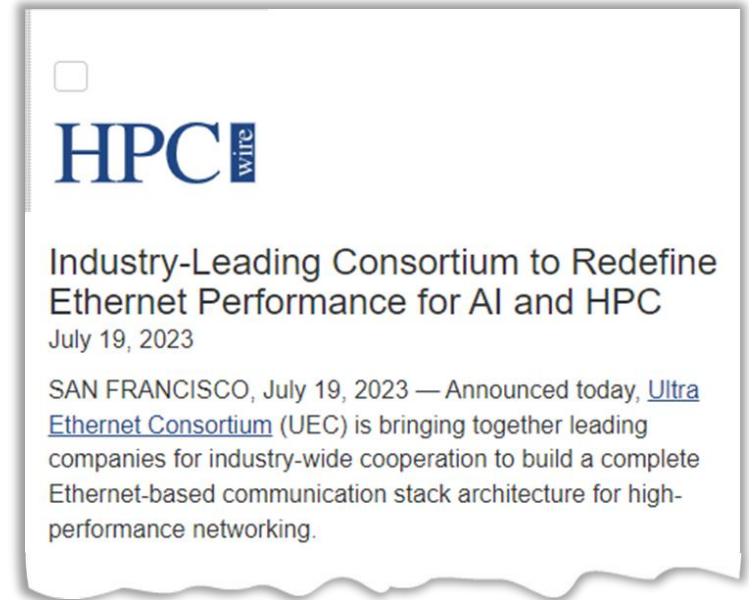 HPC wire
Industry-Leading Consortium to Redefine
Ethernet Performance for AI and HPC
July 19, 2023
SAN FRANCISCO, July 19, 2023 — Announced today, Ultra
Ethernet Consortium (UEC) is bringing together leading
companies for industry-wide cooperation to build a complete
Ethernet-based communication stack architecture for high-
performance networking.